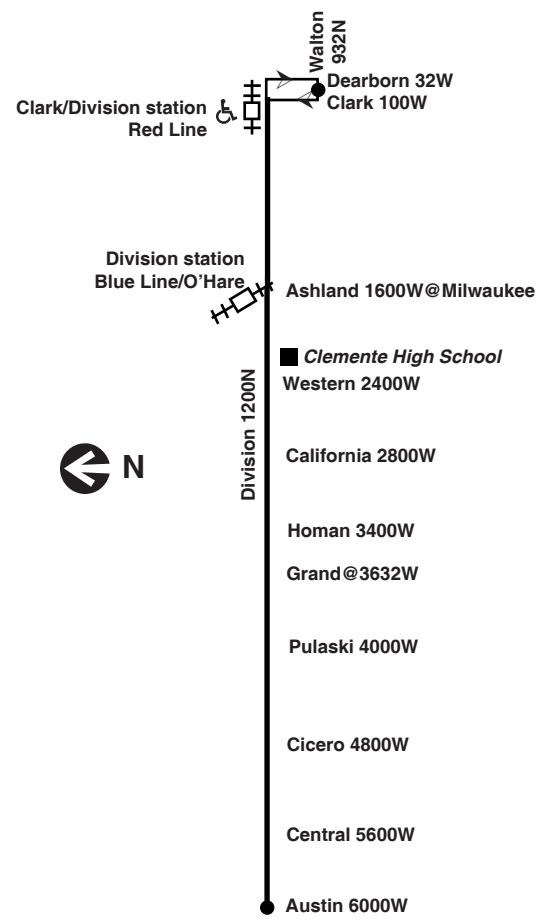 Walton
932N
Dearborn 32W
Clark 100W
Clark/Division station
Red Line
Division station
Blue Line/O'Hare
Ashland 1600W@Milwaukee
Clemente High School
Western 2400W
Division 1200N
California 2800W
N
Homan 3400W
Grand@3632W
Pulaski 4000W
Cicero 4800W
Central 5600W
Austin 6000W